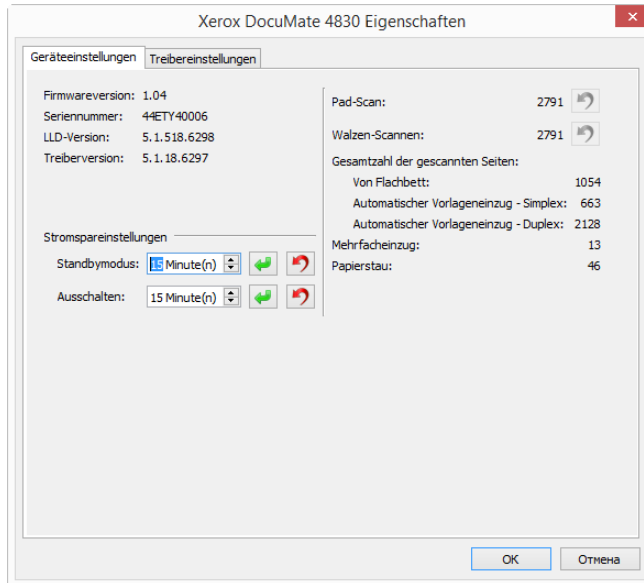 Xerox DocuMate 4830 Eigenschaften
Geräteeinstellungen Treibereinstellungen
Firmwareversion: 1.04
Seriennummer: 44ETY40006
LLD-Version: 5.1.518.6298
Treiberversion: 5.1.18.6297
Stromspareinstellungen
Standbymodus: 15 Minute(n)
Ausschalten: 15 Minute(n)
Pad-Scan: 2791
Walzen-Scannen: 2791
Gesamtzahl der gescannten Seiten:
Von Flachbett: 1054
Automatischer Vorlageneinzug - Simplex: 663
Automatischer Vorlageneinzug - Duplex: 2128
Mehrfacheinzug: 13
Papierstau: 46
OK Отмена